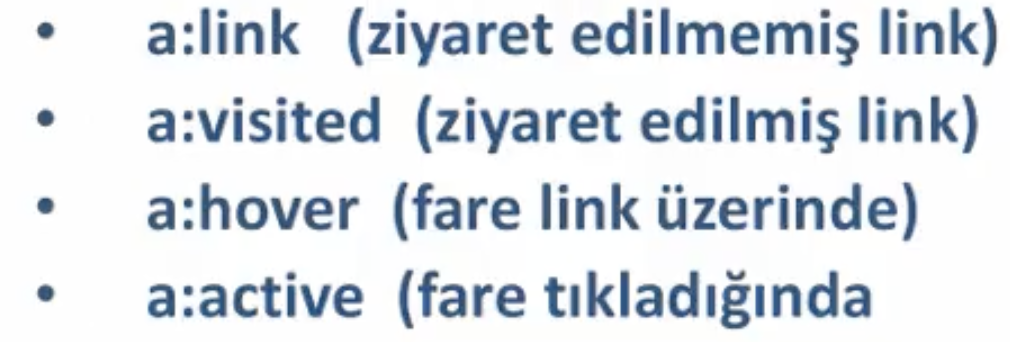 • a:link (ziyaret edilmemiş link)
• a:visited (ziyaret edilmiş link)
• a:hover (fare link üzerinde)
• a:active (fare tıkladığında